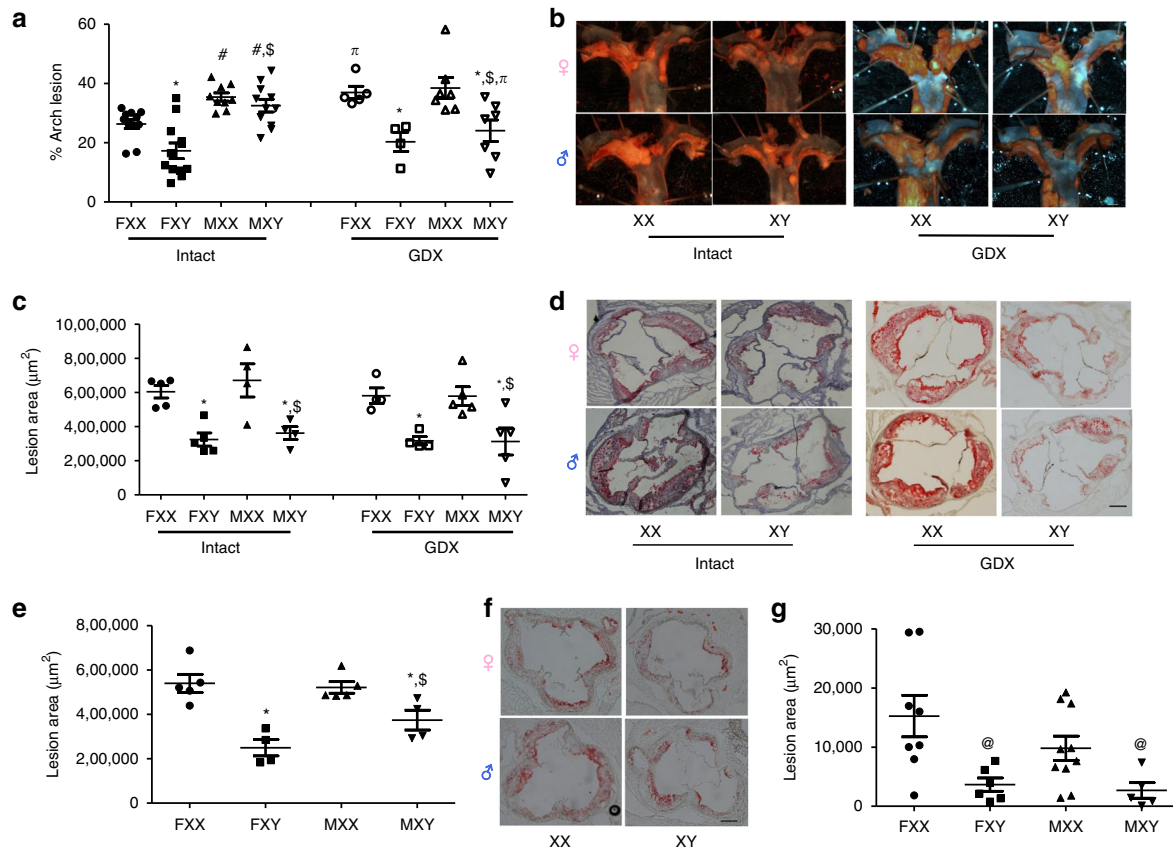 a
60
40
20
0
% Arch lesion
*
#
#,$
π
*
*,$,π
FXX FXY MXX MXY FXX FXY MXX MXY
Intact GDX
b
♀
♂
XX XY XX XY
Intact GDX
c
10,00,000
8,00,000
6,00,000
4,00,000
2,00,000
0
Lesion area (μm²)
*
*,$
*
*,$
FXX FXY MXX MXY FXX FXY MXX MXY
Intact GDX
d
♀
♂
XX XY XX XY
Intact GDX
e
8,00,000
6,00,000
4,00,000
2,00,000
0
Lesion area (μm²)
*
*,$
FXX FXY MXX MXY
f
♀
♂
XX XY
g
30,000
20,000
10,000
0
Lesion area (μm²)
@
@
FXX FXY MXX MXY